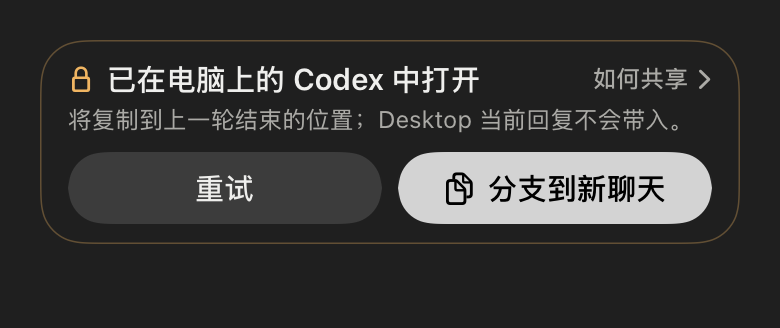 已在电脑上的 Codex 中打开 如何共享
将复制到上一轮结束的位置；Desktop 当前回复不会带入。
重试 分支到新聊天